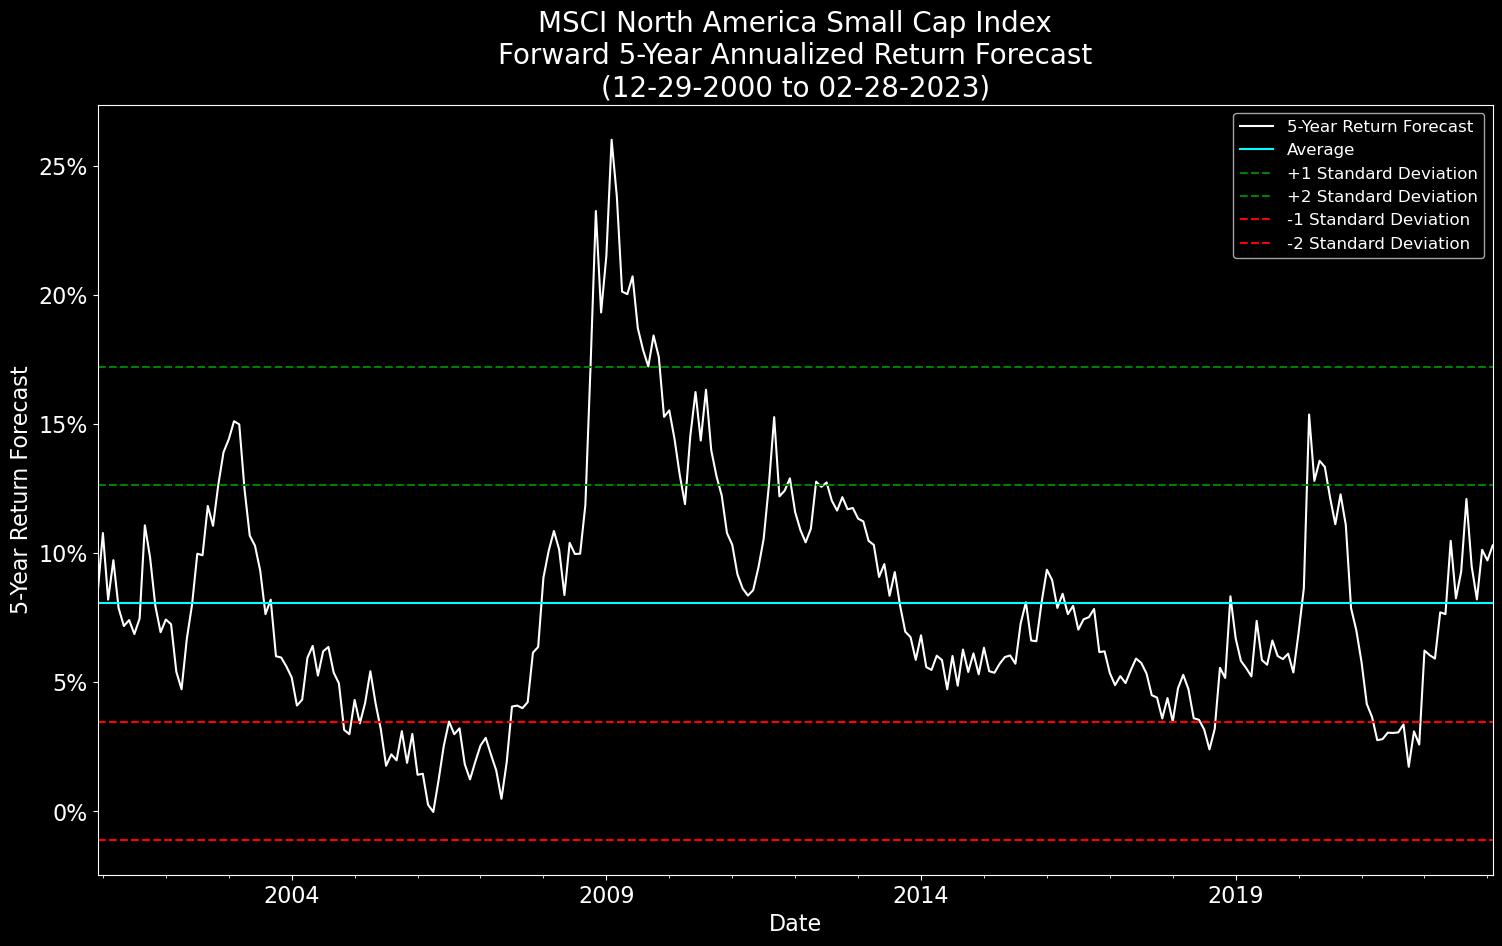 MSCI North America Small Cap Index
Forward 5-Year Annualized Return Forecast
(12-29-2000 to 02-28-2023)
5-Year Return Forecast
Average
+1 Standard Deviation
+2 Standard Deviation
-1 Standard Deviation
-2 Standard Deviation
25%
20%
15%
10%
5%
0%
5-Year Return Forecast
2004
2009
2014
2019
Date